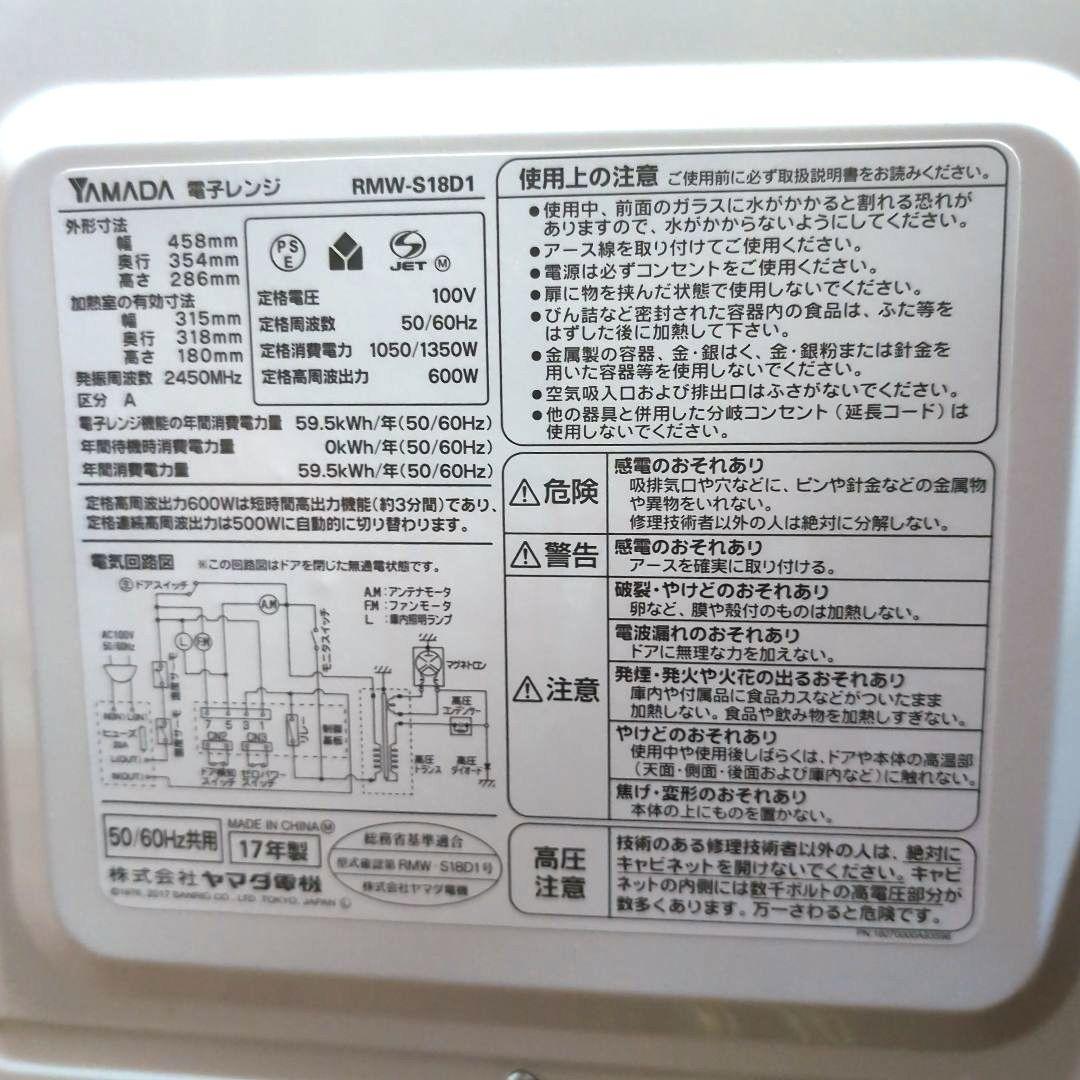 YAMADA 電子レンジ RMW-S18D1
外形寸法
幅 458mm
奥行 354mm
高さ 286mm
加熱室の有効寸法
幅 315mm
奥行 318mm
高さ 180mm
発振周波数 2450MHz
区分 A
PS
E
JET Ⓜ
定格電圧 100V
定格周波数 50/60Hz
定格消費電力 1050/1350W
定格高周波出力 600W
電子レンジ機能の年間消費電力量 59.5kWh/年(50/60Hz)
年間待機時消費電力量 0kWh/年(50/60Hz)
年間消費電力量 59.5kWh/年(50/60Hz)
定格高周波出力600Wは短時間高出力機能(約3分間)であり、
定格連続高周波出力は500Wに自動的に切り替わります。
電気回路図 ※この回路図はドアを閉じた無通電状態です。
主ドアスイッチ
A.M:アンテナモータ
F.M:ファンモータ
L :庫内照明ランプ
A.M
モニタスイッチ
AC100V
50/60Hz
L
F.M
マグネトロン
高圧
コンデンサー
ヒューズ
20A
7 5 3 1
CN2 CN3
リレー
制御
基板
ドア検知
スイッチ
ゼロパワー
スイッチ
高圧
トランス
高圧
ダイオード
50/60Hz共用
MADE IN CHINA Ⓜ
17年製
株式会社 ヤマダ電機
©1976, 2017 SANRIO CO., LTD. TOKYO, JAPAN Ⓛ
総務省基準適合
型式確認第RMW-S18D1号
株式会社ヤマダ電機
使用上の注意 ご使用前に必ず取扱説明書をお読みください。
●使用中、前面のガラスに水がかかると割れる恐れが
ありますので、水がかからないようにしてください。
●アース線を取り付けてご使用ください。
●電源は必ずコンセントをご使用ください。
●扉に物を挟んだ状態で使用しないでください。
●びん詰など密封された容器内の食品は、ふた等を
はずした後に加熱して下さい。
●金属製の容器、金・銀はく、金・銀粉または針金を
用いた容器等を使用しないでください。
●空気吸入口および排出口はふさがないでください。
●他の器具と併用した分岐コンセント(延長コード)は
使用しないでください。
⚠危険
感電のおそれあり
吸排気口や穴などに、ピンや針金などの金属物
や異物をいれない。
修理技術者以外の人は絶対に分解しない。
⚠警告
感電のおそれあり
アースを確実に取り付ける。
⚠注意
破裂・やけどのおそれあり
卵など、膜や殻付のものは加熱しない。
電波漏れのおそれあり
ドアに無理な力を加えない。
発煙・発火や火花の出るおそれあり
庫内や付属品に食品カスなどがついたまま
加熱しない。食品や飲み物を加熱しすぎない。
やけどのおそれあり
使用中や使用後しばらくは、ドアや本体の高温部
(天面・側面・後面および庫内など)に触れない。
焦げ・変形のおそれあり
本体の上にものを置かない。
高圧
注意
技術のある修理技術者以外の人は、絶対に
キャビネットを開けないでください。キャビ
ネットの内側には数千ボルトの高電圧部分が
数多くあります。万一さわると危険です。